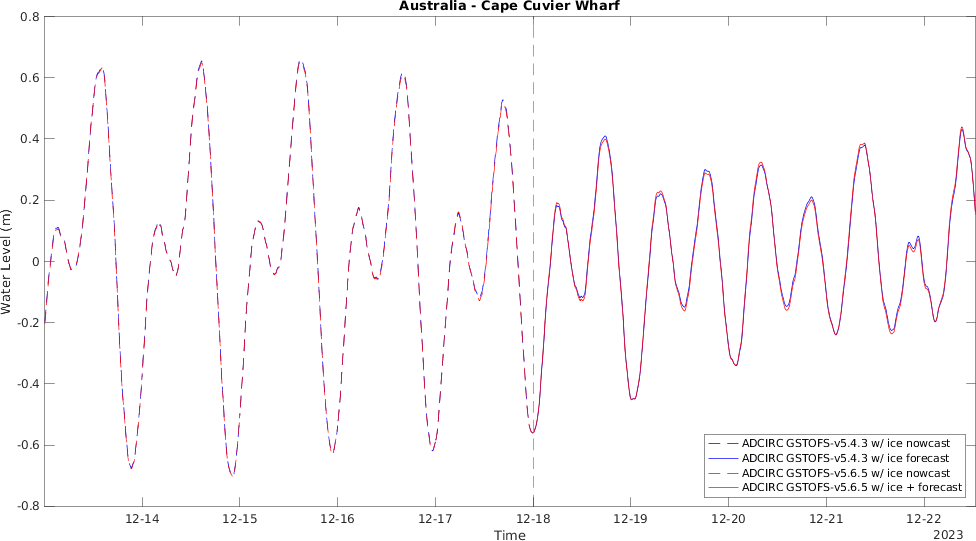 Australia - Cape Cuvier Wharf
0.8
0.6
0.4
0.2
0
-0.2
-0.4
-0.6
-0.8
Water Level (m)
ADCIRC GSTOFS-v5.4.3 w/ ice nowcast
ADCIRC GSTOFS-v5.4.3 w/ ice forecast
ADCIRC GSTOFS-v5.6.5 w/ ice nowcast
ADCIRC GSTOFS-v5.6.5 w/ ice + forecast
12-14
12-15
12-16
12-17
12-18
12-19
12-20
12-21
12-22
Time
2023